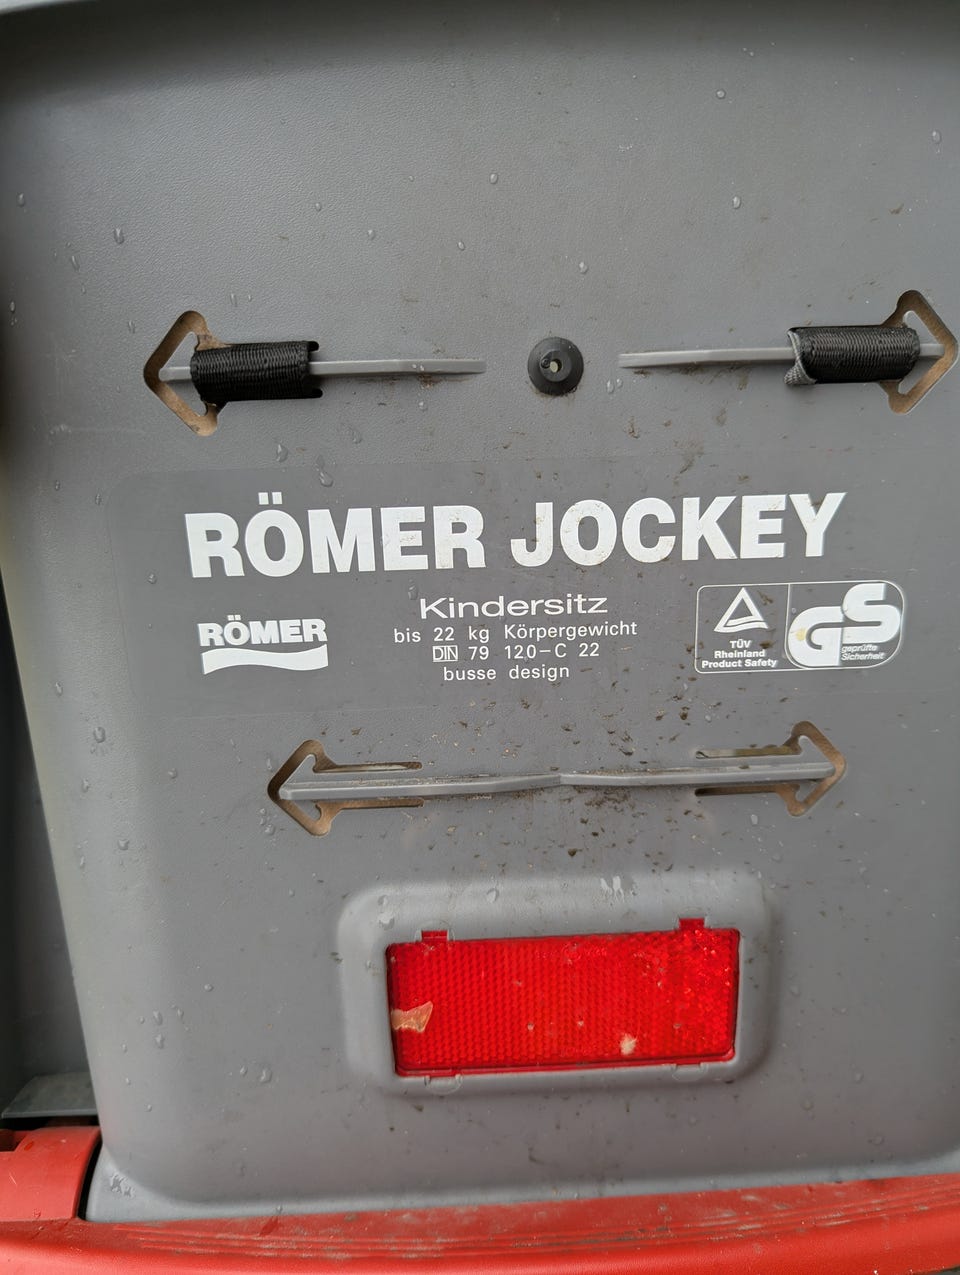 RÖMER JOCKEY
RÖMER
Kindersitz
bis 22 kg Körpergewicht
DIN 79 120-C 22
busse design
TÜV
Rheinland
Product Safety
GS
geprüfte
Sicherheit